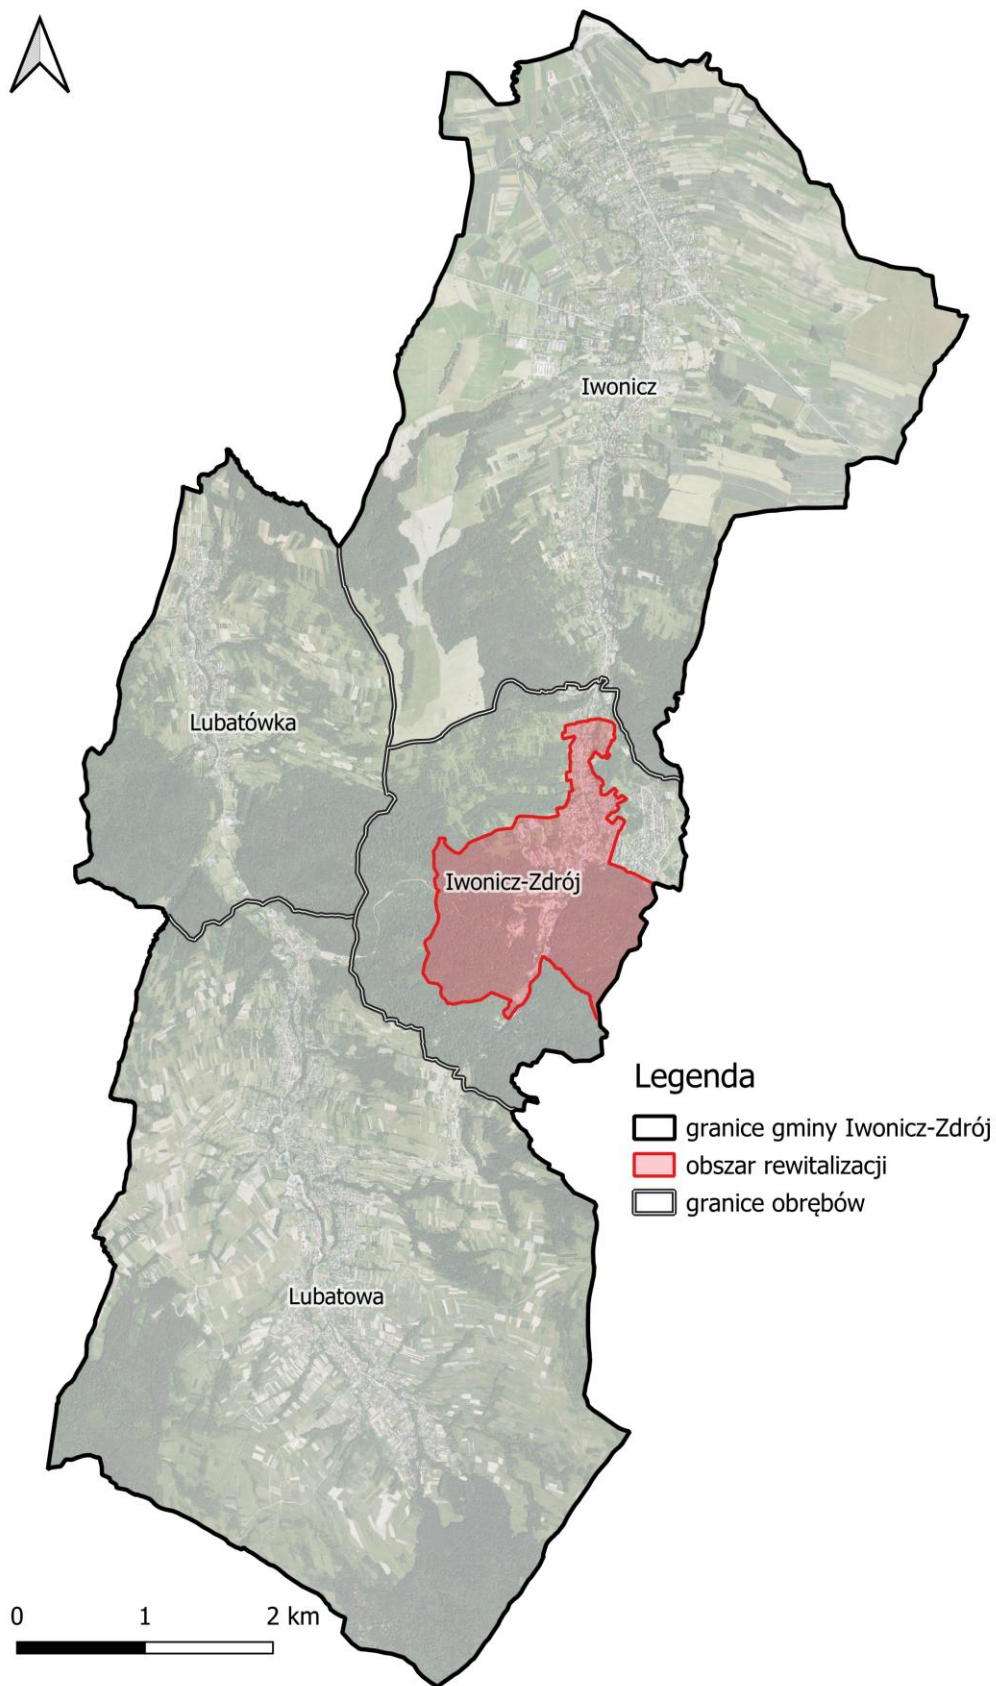 Iwonicz
Lubatówka
Iwonicz-Zdrój
Legenda
granice gminy Iwonicz-Zdrój
obszar rewitalizacji
granice obrębów
Lubatowa
0 1 2 km